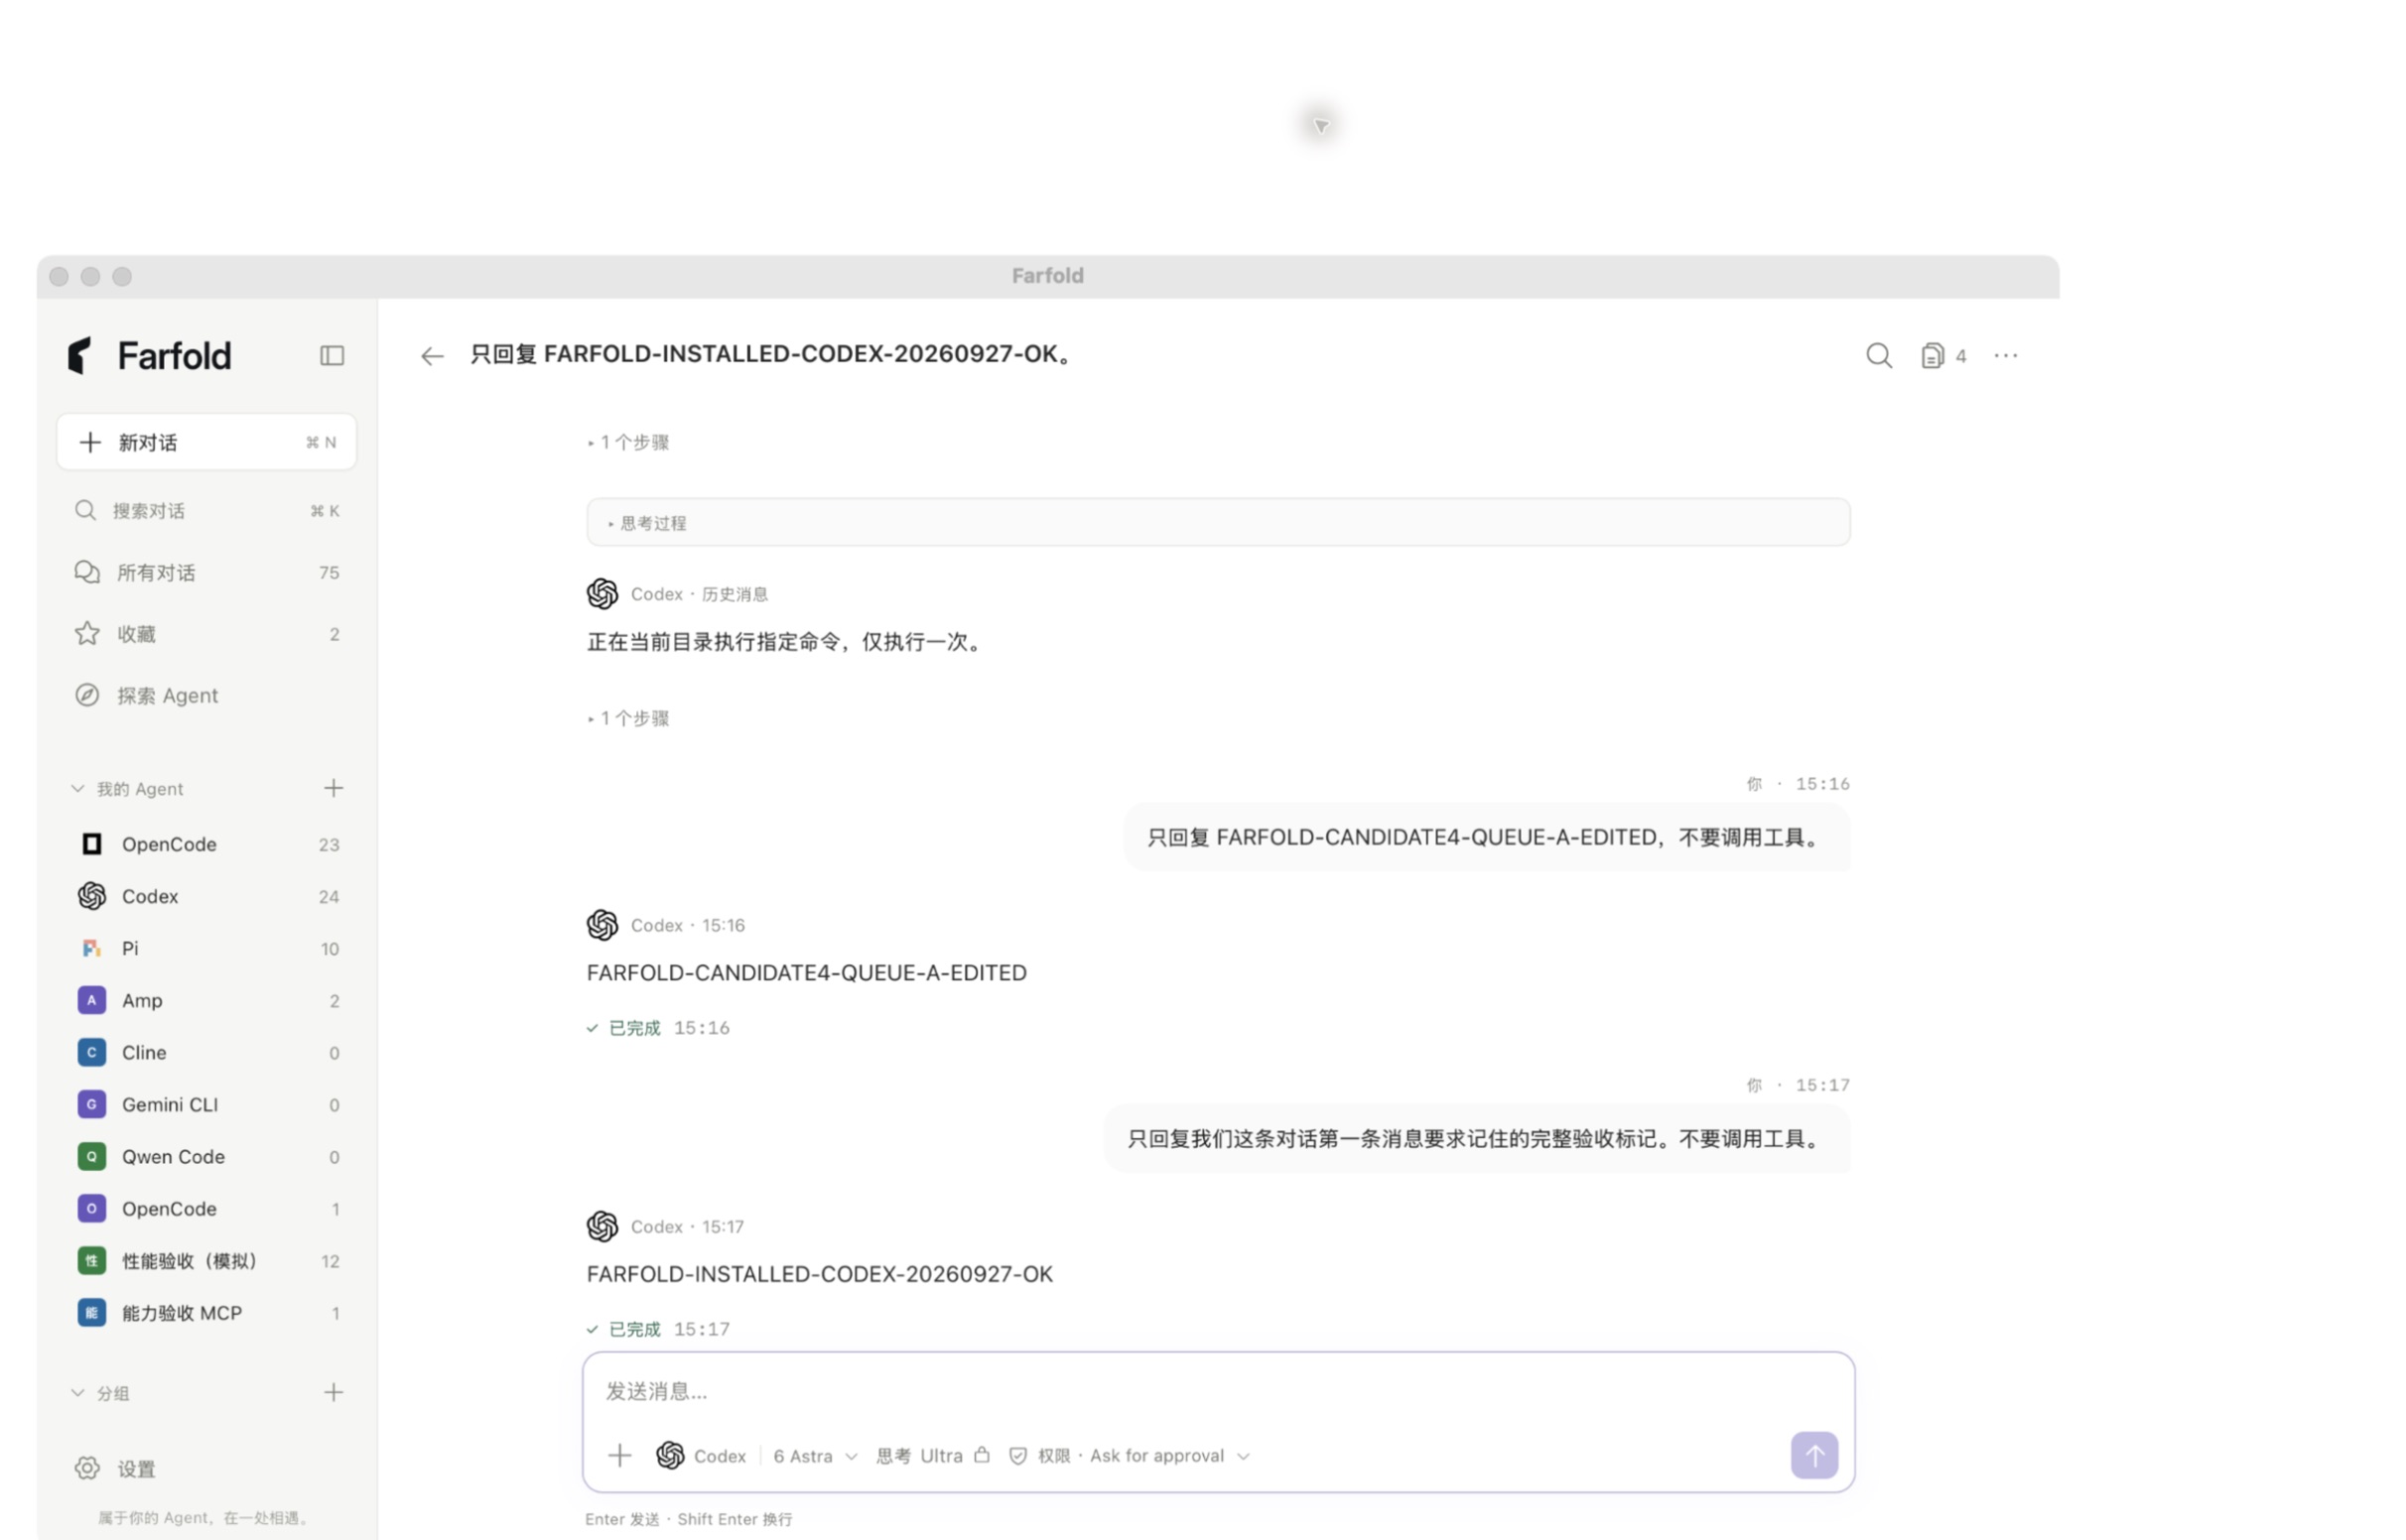 Farfold
Farfold
新对话 ⌘ N
搜索对话 ⌘ K
所有对话 75
收藏 2
探索 Agent
我的 Agent
OpenCode 23
Codex 24
Pi 10
A Amp 2
C Cline 0
G Gemini CLI 0
Q Qwen Code 0
O OpenCode 1
性 性能验收（模拟） 12
能 能力验收 MCP 1
分组
设置
属于你的 Agent，在一处相遇。
只回复 FARFOLD-INSTALLED-CODEX-20260927-OK。
4
1 个步骤
思考过程
Codex · 历史消息
正在当前目录执行指定命令，仅执行一次。
1 个步骤
你 · 15:16
只回复 FARFOLD-CANDIDATE4-QUEUE-A-EDITED，不要调用工具。
Codex · 15:16
FARFOLD-CANDIDATE4-QUEUE-A-EDITED
已完成 15:16
你 · 15:17
只回复我们这条对话第一条消息要求记住的完整验收标记。不要调用工具。
Codex · 15:17
FARFOLD-INSTALLED-CODEX-20260927-OK
已完成 15:17
发送消息...
Codex 6 Astra 思考 Ultra 权限 · Ask for approval
Enter 发送 · Shift Enter 换行